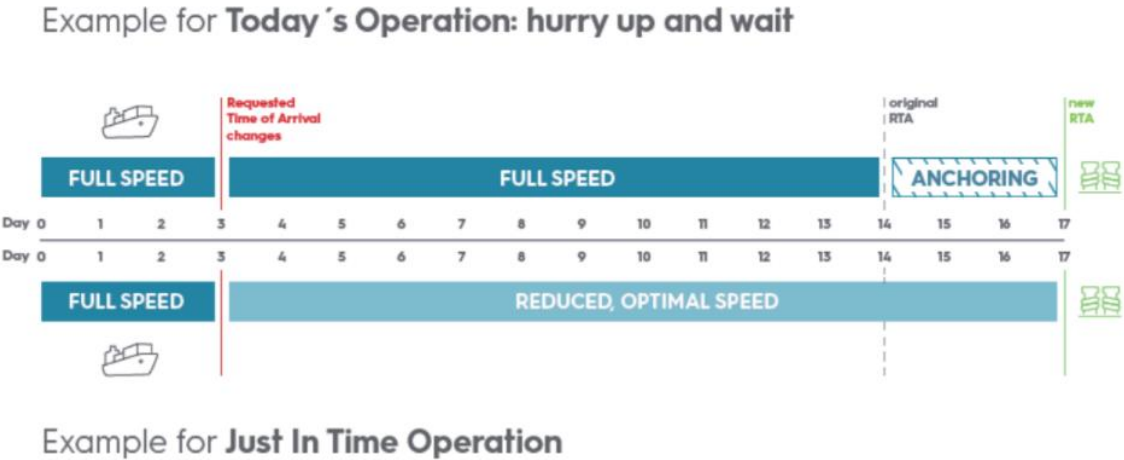 Example for Today ´s Operation: hurry up and wait
Requested
Time of Arrival
changes
original
RTA
new
RTA
FULL SPEED FULL SPEED ANCHORING
Day 0 1 2 3 4 5 6 7 8 9 10 11 12 13 14 15 16 17
Day 0 1 2 3 4 5 6 7 8 9 10 11 12 13 14 15 16 17
FULL SPEED REDUCED, OPTIMAL SPEED
Example for Just In Time Operation